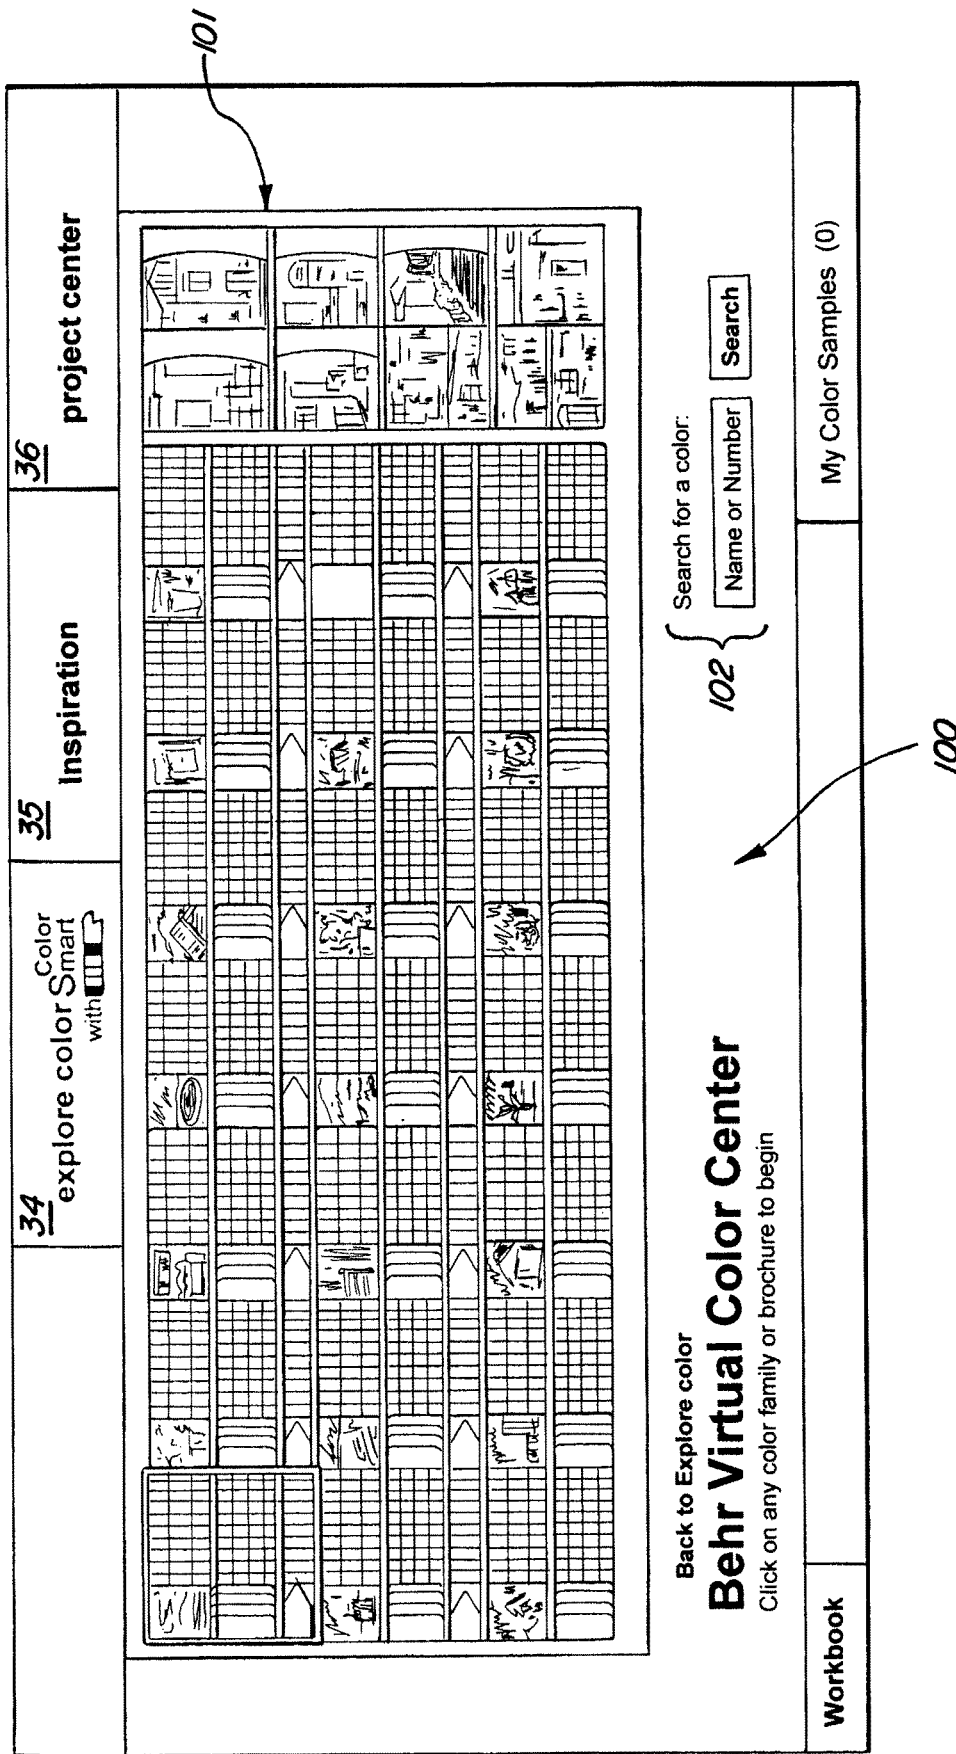 34
explore color
Color
Smart
with
35
Inspiration
36
project center
101
Back to Explore color
Behr Virtual Color Center
Click on any color family or brochure to begin
102
Search for a color:
Name or Number
Search
100
Workbook
My Color Samples (0)